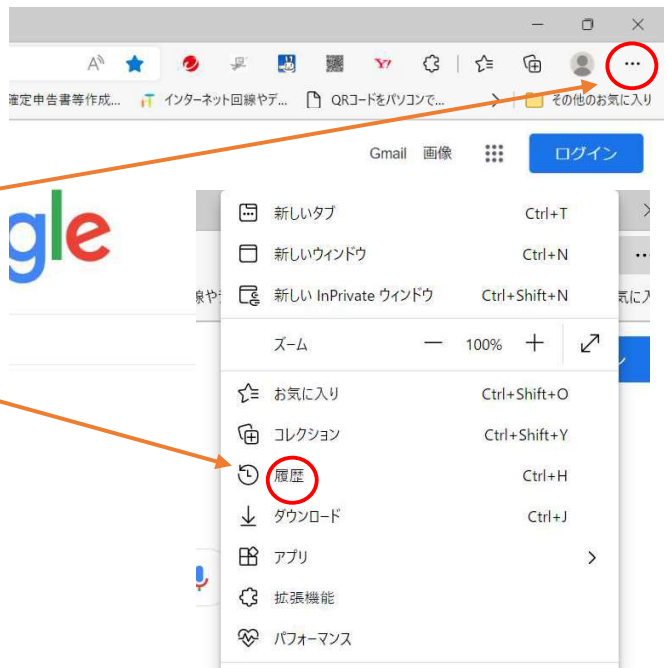 A»
Y7
確定申告書等作成...
インターネット回線やデ...
QRコードをパソコンで...
その他のお気に入り
Gmail 画像
ログイン
gle
新しいタブ Ctrl+T
新しいウィンドウ Ctrl+N
線や
新しい InPrivate ウィンドウ Ctrl+Shift+N
気に入
ズーム 100%
お気に入り Ctrl+Shift+O
コレクション Ctrl+Shift+Y
履歴 Ctrl+H
ダウンロード Ctrl+J
アプリ
拡張機能
パフォーマンス